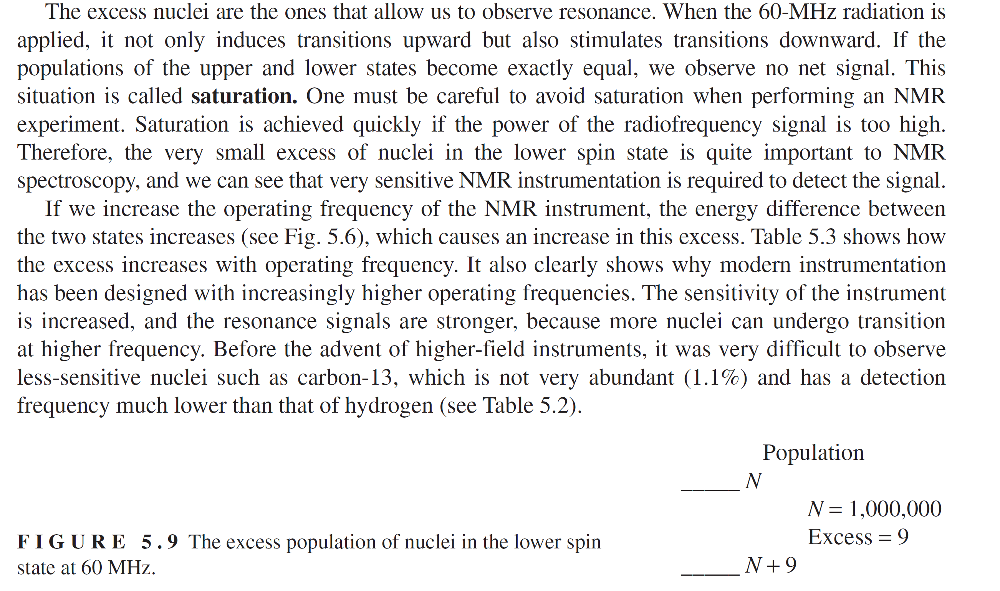 The excess nuclei are the ones that allow us to observe resonance. When the 60-MHz radiation is
applied, it not only induces transitions upward but also stimulates transitions downward. If the
populations of the upper and lower states become exactly equal, we observe no net signal. This
situation is called saturation. One must be careful to avoid saturation when performing an NMR
experiment. Saturation is achieved quickly if the power of the radiofrequency signal is too high.
Therefore, the very small excess of nuclei in the lower spin state is quite important to NMR
spectroscopy, and we can see that very sensitive NMR instrumentation is required to detect the signal.
If we increase the operating frequency of the NMR instrument, the energy difference between
the two states increases (see Fig. 5.6), which causes an increase in this excess. Table 5.3 shows how
the excess increases with operating frequency. It also clearly shows why modern instrumentation
has been designed with increasingly higher operating frequencies. The sensitivity of the instrument
is increased, and the resonance signals are stronger, because more nuclei can undergo transition
at higher frequency. Before the advent of higher-field instruments, it was very difficult to observe
less-sensitive nuclei such as carbon-13, which is not very abundant (1.1%) and has a detection
frequency much lower than that of hydrogen (see Table 5.2).
Population
_____ N
N = 1,000,000
Excess = 9
_____ N + 9
FIGURE 5.9 The excess population of nuclei in the lower spin
state at 60 MHz.